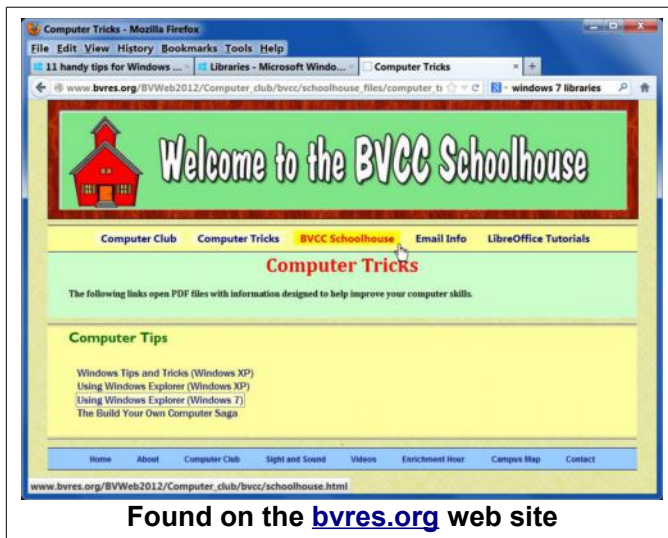 Computer Tricks - Mozilla Firefox
File Edit View History Bookmarks Tools Help
11 handy tips for Windows ... Libraries - Microsoft Windo... Computer Tricks
www.bvres.org/BVWeb2012/Computer_club/bvcc/schoolhouse_files/computer_tr windows 7 libraries
Welcome to the BVCC Schoolhouse
Computer Club Computer Tricks BVCC Schoolhouse Email Info LibreOffice Tutorials
Computer Tricks
The following links open PDF files with information designed to help improve your computer skills.
Computer Tips
Windows Tips and Tricks (Windows XP)
Using Windows Explorer (Windows XP)
Using Windows Explorer (Windows 7)
The Build Your Own Computer Saga
Home About Computer Club Sight and Sound Videos Enrichment Hour Campus Map Contact
www.bvres.org/BVWeb2012/Computer_club/bvcc/schoolhouse.html
Found on the bvres.org web site